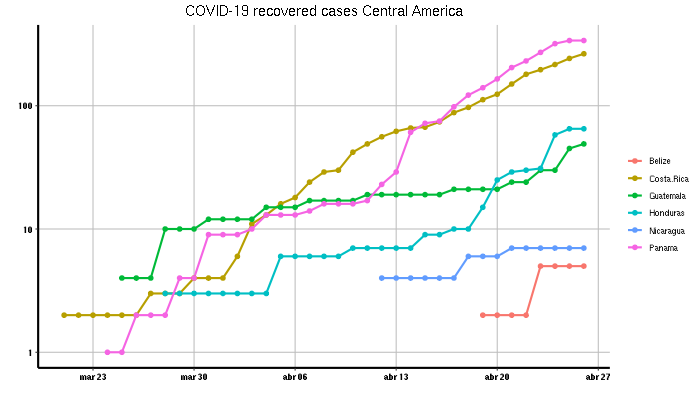 COVID-19 recovered cases Central America
100
10
1
mar 23 mar 30 abr 06 abr 13 abr 20 abr 27
Belize
Costa.Rica
Guatemala
Honduras
Nicaragua
Panama